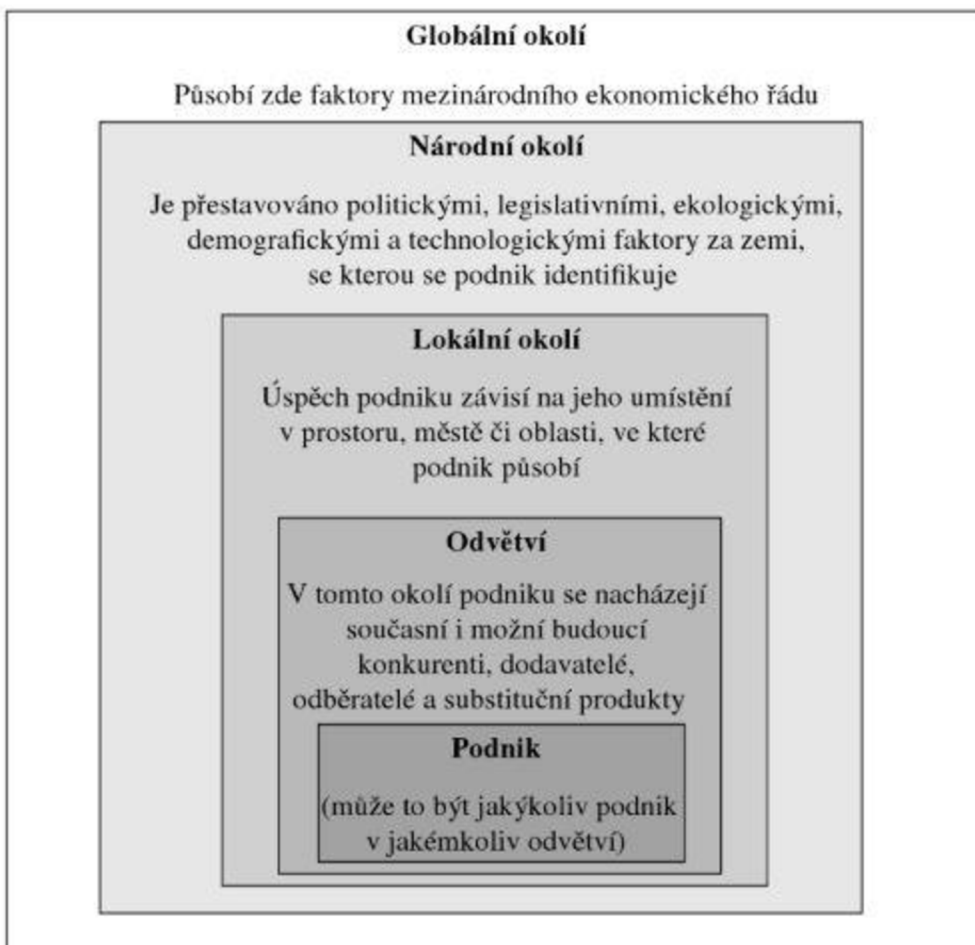 Globální okolí
Působí zde faktory mezinárodního ekonomického řádu
Národní okolí
Je přestavováno politickými, legislativními, ekologickými,
demografickými a technologickými faktory za zemi,
se kterou se podnik identifikuje
Lokální okolí
Úspěch podniku závisí na jeho umístění
v prostoru, městě či oblasti, ve které
podnik působí
Odvětví
V tomto okolí podniku se nacházejí
současní i možní budoucí
konkurenti, dodavatelé,
odběratelé a substituční produkty
Podnik
(může to být jakýkoliv podnik
v jakémkoliv odvětví)